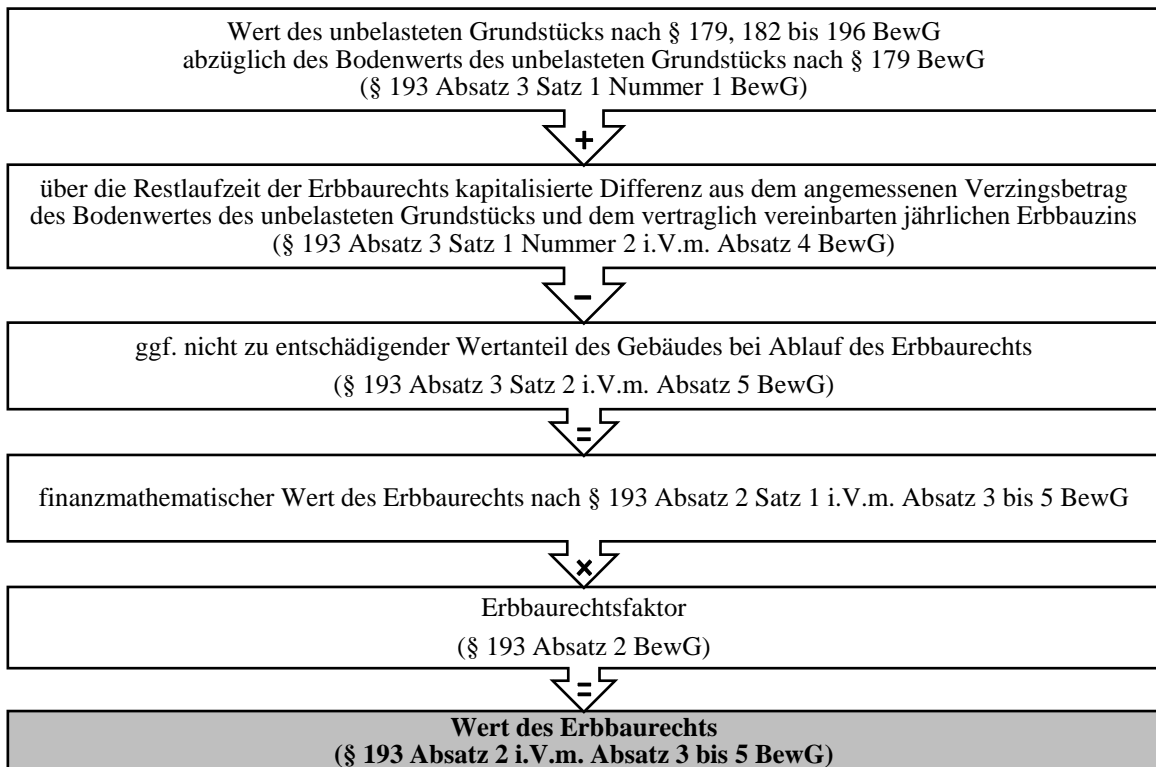 Wert des unbelasteten Grundstücks nach § 179, 182 bis 196 BewG
abzüglich des Bodenwerts des unbelasteten Grundstücks nach § 179 BewG
(§ 193 Absatz 3 Satz 1 Nummer 1 BewG)
+
über die Restlaufzeit der Erbbaurechts kapitalisierte Differenz aus dem angemessenen Verzingsbetrag
des Bodenwertes des unbelasteten Grundstücks und dem vertraglich vereinbarten jährlichen Erbbauzins
(§ 193 Absatz 3 Satz 1 Nummer 2 i.V.m. Absatz 4 BewG)
–
ggf. nicht zu entschädigender Wertanteil des Gebäudes bei Ablauf des Erbbaurechts
(§ 193 Absatz 3 Satz 2 i.V.m. Absatz 5 BewG)
=
finanzmathematischer Wert des Erbbaurechts nach § 193 Absatz 2 Satz 1 i.V.m. Absatz 3 bis 5 BewG
×
Erbbaurechtsfaktor
(§ 193 Absatz 2 BewG)
=
Wert des Erbbaurechts
(§ 193 Absatz 2 i.V.m. Absatz 3 bis 5 BewG)